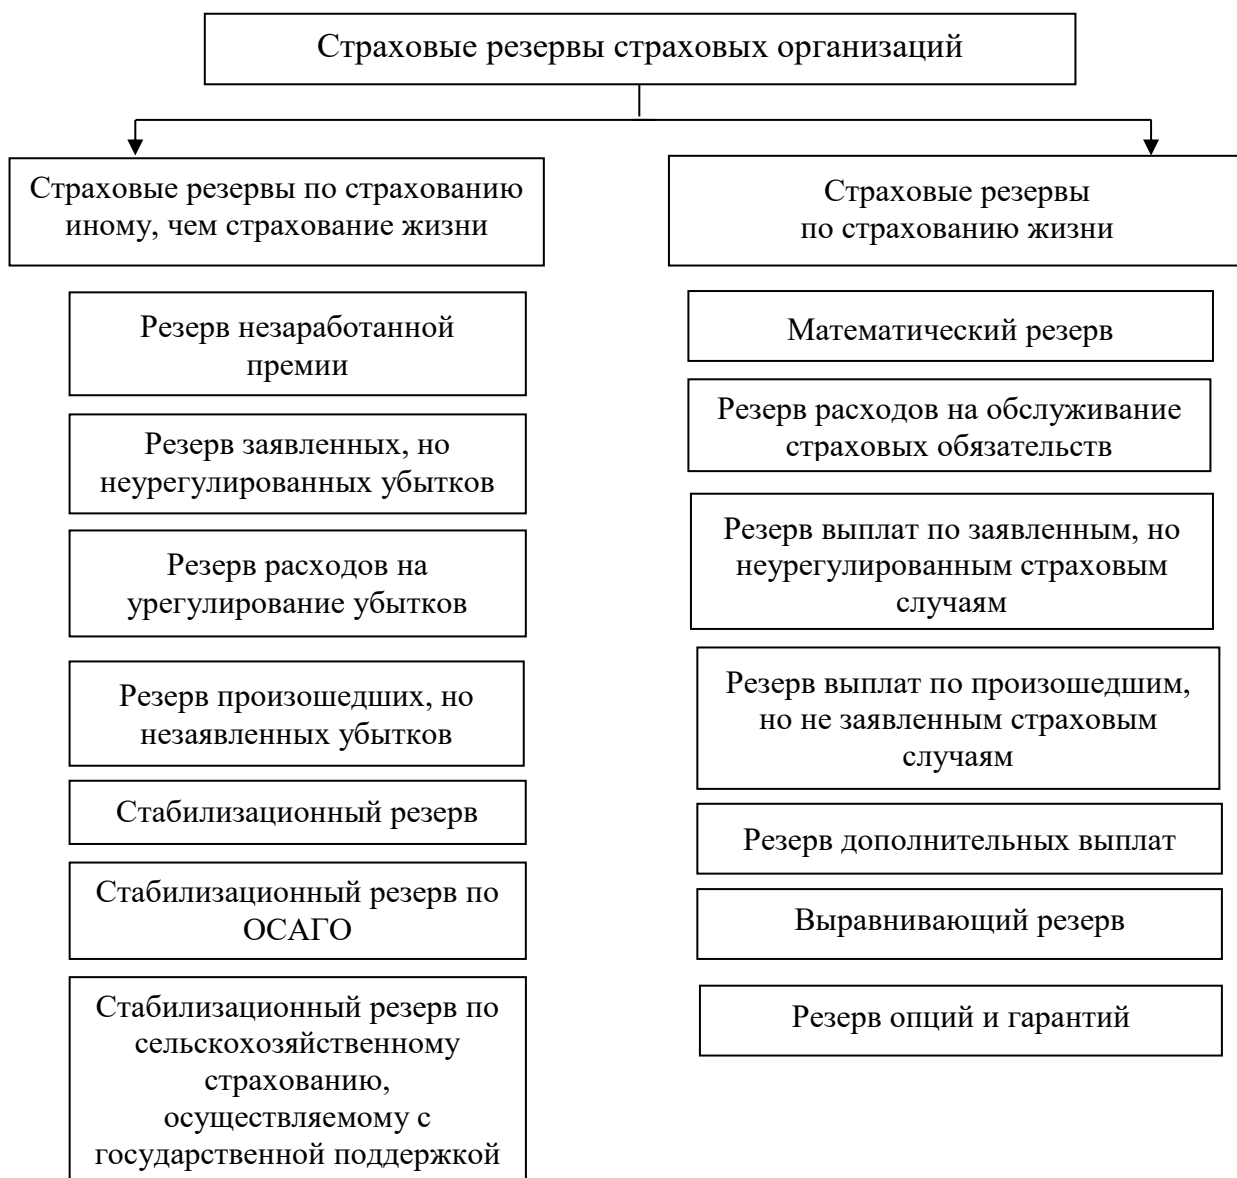 Страховые резервы страховых организаций
Страховые резервы по страхованию
иному, чем страхование жизни
Резерв незаработанной
премии
Резерв заявленных, но
неурегулированных убытков
Резерв расходов на
урегулирование убытков
Резерв произошедших, но
незаявленных убытков
Стабилизационный резерв
Стабилизационный резерв по
ОСАГО
Стабилизационный резерв по
сельскохозяйственному
страхованию,
осуществляемому с
государственной поддержкой
Страховые резервы
по страхованию жизни
Математический резерв
Резерв расходов на обслуживание
страховых обязательств
Резерв выплат по заявленным, но
неурегулированным страховым
случаям
Резерв выплат по произошедшим,
но не заявленным страховым
случаям
Резерв дополнительных выплат
Выравнивающий резерв
Резерв опций и гарантий